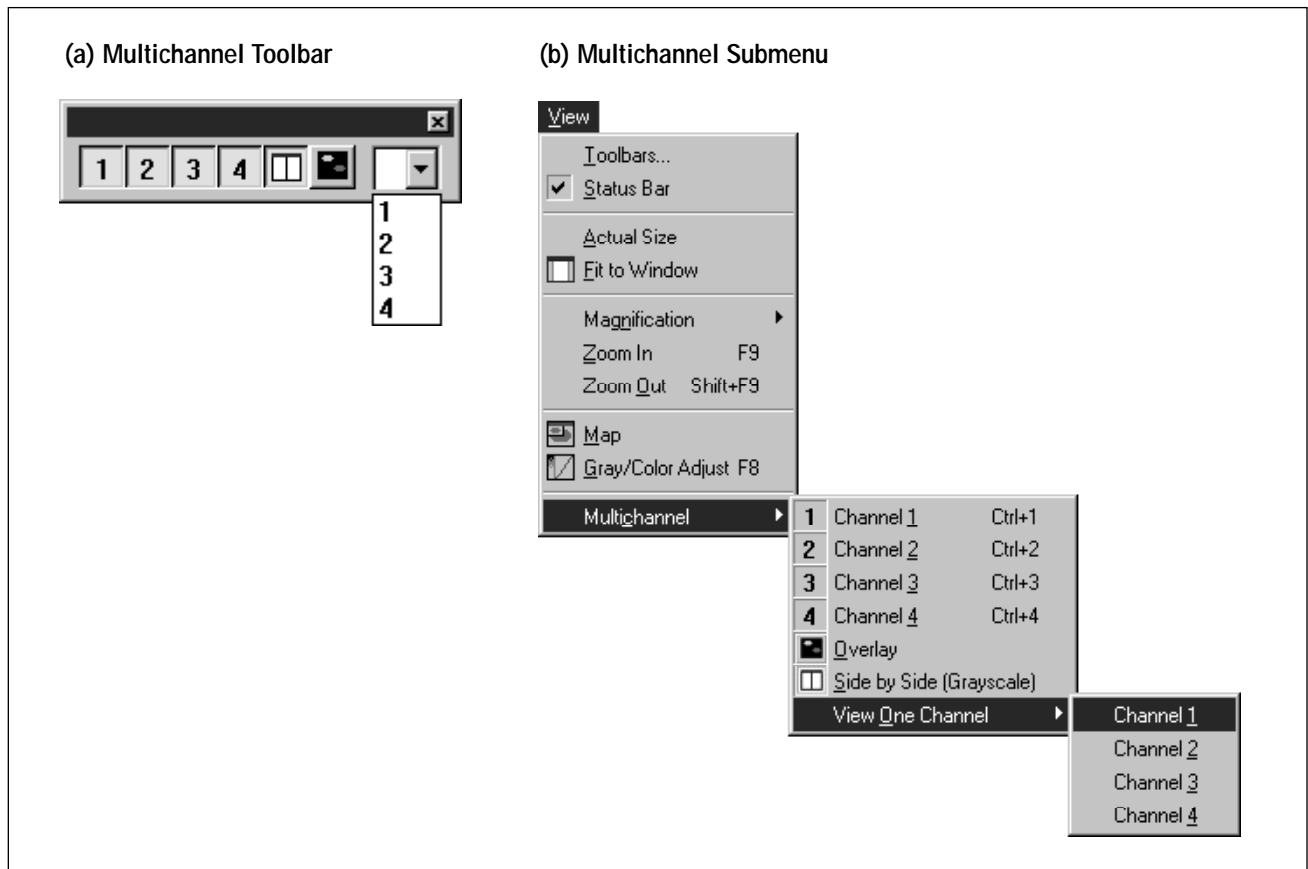 (a) Multichannel Toolbar
(b) Multichannel Submenu
1 2 3 4
1
2
3
4
View
Toolbars...
Status Bar
Actual Size
Fit to Window
Magnification
Zoom In F9
Zoom Out Shift+F9
Map
Gray/Color Adjust F8
Multichannel
1 Channel 1 Ctrl+1
2 Channel 2 Ctrl+2
3 Channel 3 Ctrl+3
4 Channel 4 Ctrl+4
Overlay
Side by Side (Grayscale)
View One Channel
Channel 1
Channel 2
Channel 3
Channel 4